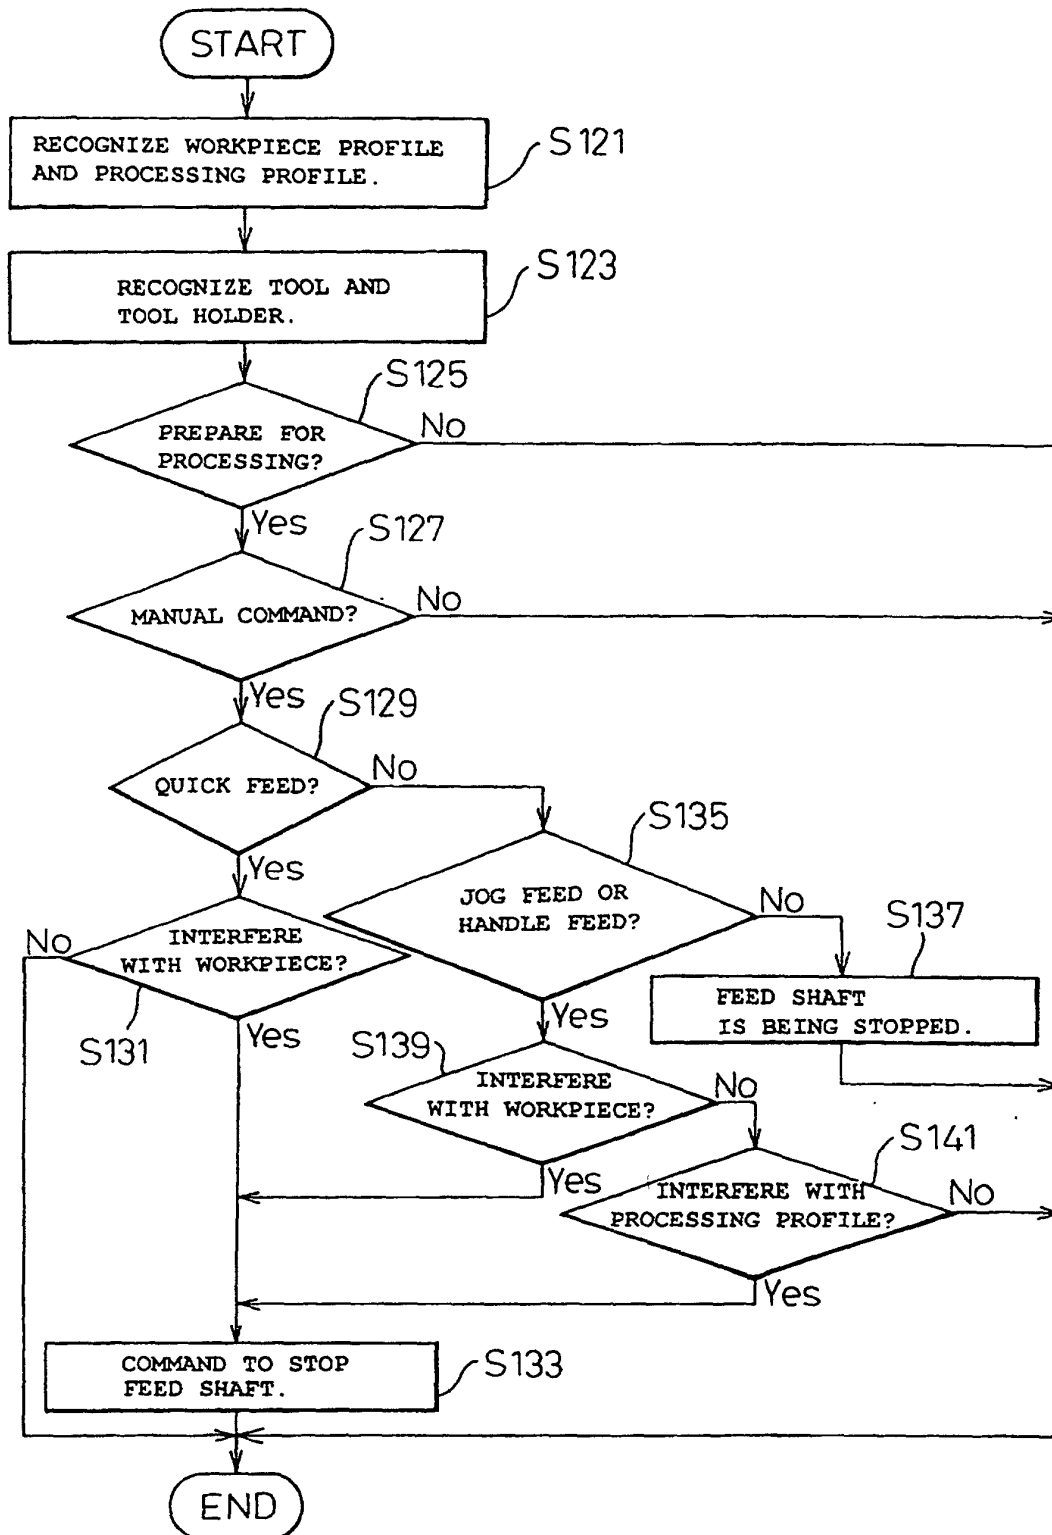 START
RECOGNIZE WORKPIECE PROFILE
AND PROCESSING PROFILE.
S121
RECOGNIZE TOOL AND
TOOL HOLDER.
S123
PREPARE FOR
PROCESSING?
S125
No
Yes
MANUAL COMMAND?
S127
No
Yes
QUICK FEED?
S129
No
Yes
JOG FEED OR
HANDLE FEED?
S135
No
Yes
INTERFERE
WITH WORKPIECE?
No
S131
Yes
FEED SHAFT
IS BEING STOPPED.
S137
INTERFERE
WITH WORKPIECE?
S139
No
Yes
INTERFERE WITH
PROCESSING PROFILE?
S141
No
Yes
COMMAND TO STOP
FEED SHAFT.
S133
END